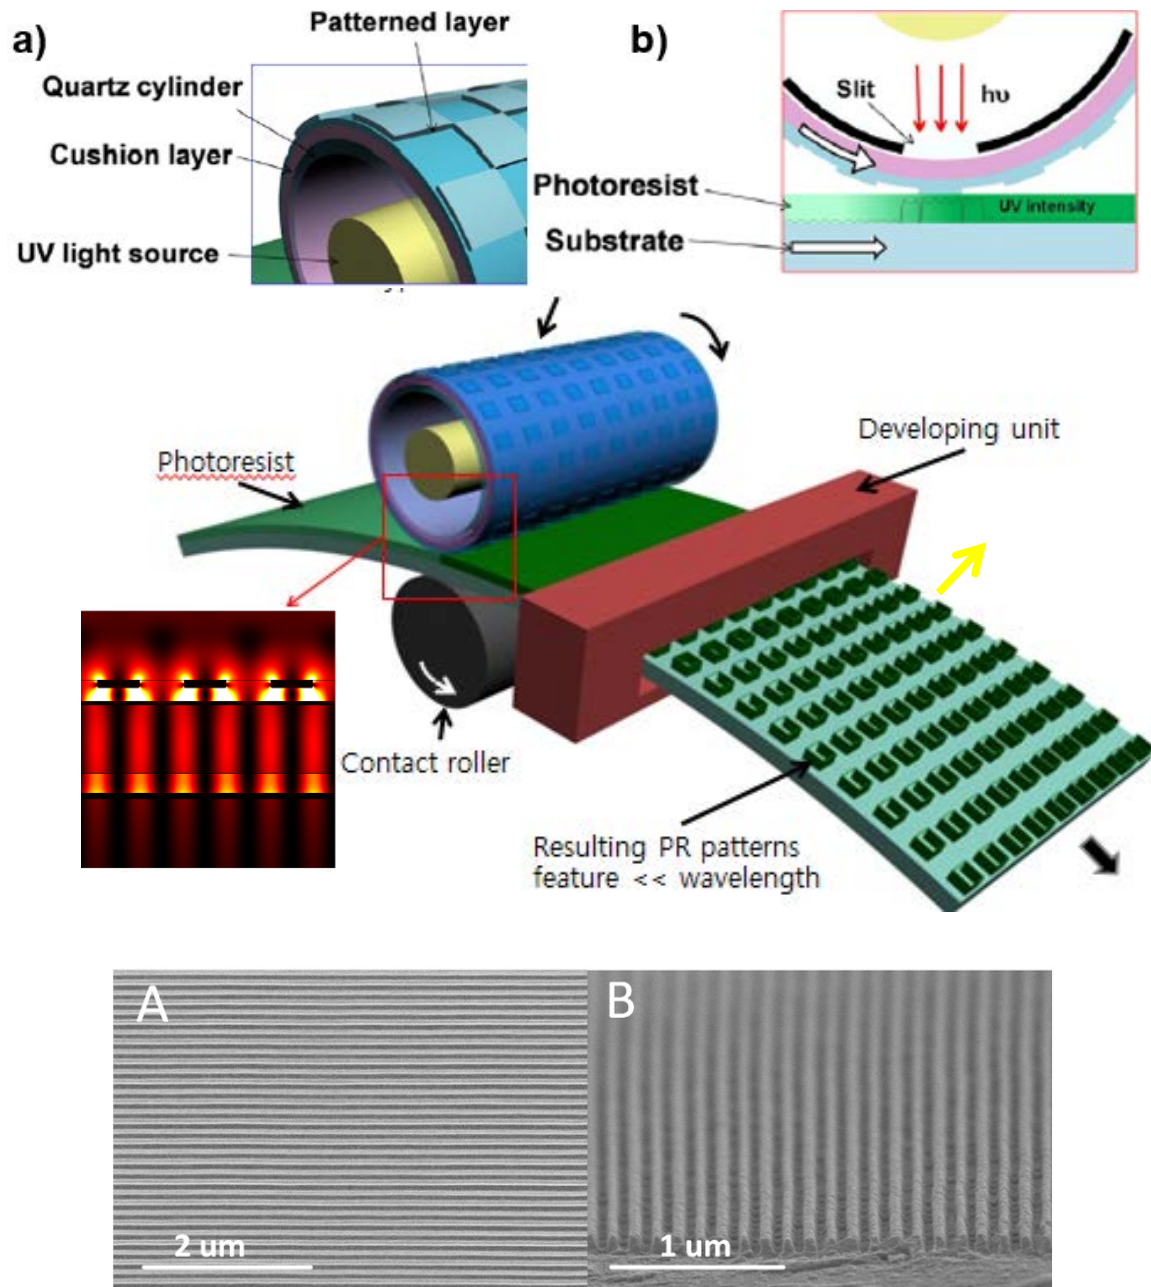 a)
Patterned layer
Quartz cylinder
Cushion layer
UV light source
b)
Slit
hυ
Photoresist
UV intensity
Substrate
Photoresist
Developing unit
Contact roller
Resulting PR patterns
feature << wavelength
A
2 um
B
1 um